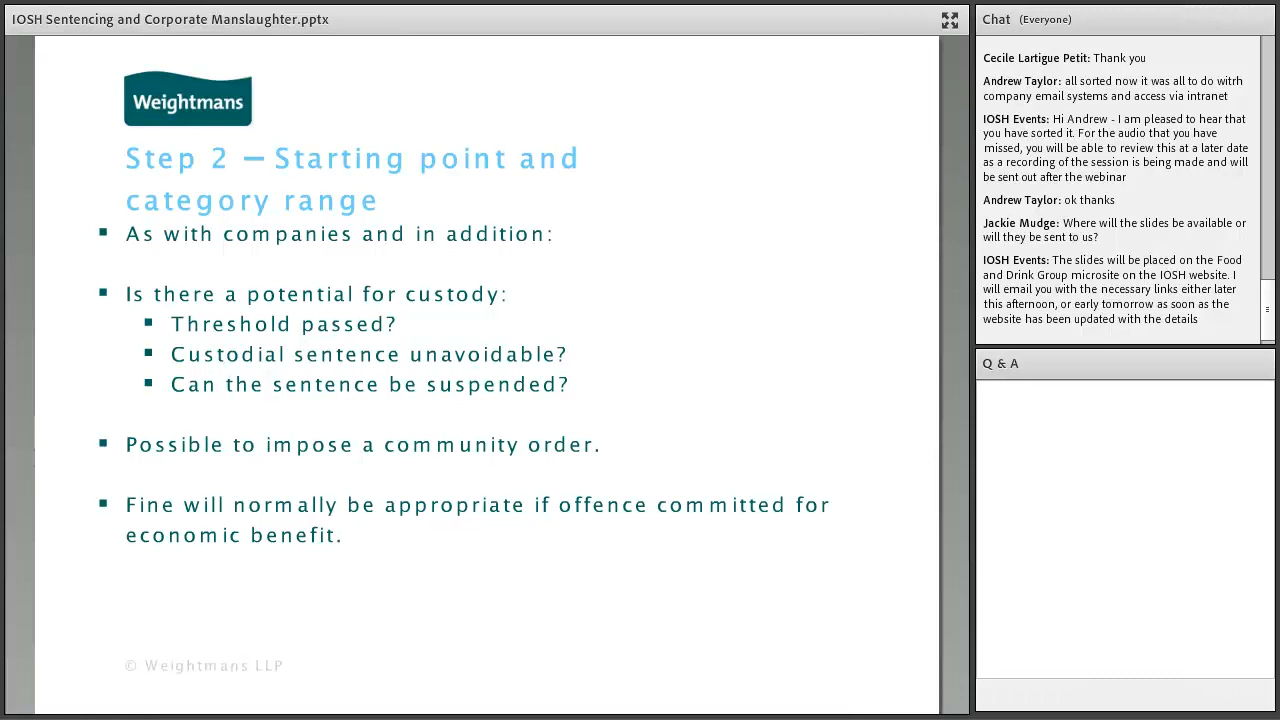 IOSH Sentencing and Corporate Manslaughter.pptx
Weightmans
Step 2 – Starting point and
category range
As with companies and in addition:
Is there a potential for custody:
Threshold passed?
Custodial sentence unavoidable?
Can the sentence be suspended?
Possible to impose a community order.
Fine will normally be appropriate if offence committed for
economic benefit.
© Weightmans LLP
Chat (Everyone)
Cecile Lartigue Petit: Thank you
Andrew Taylor: all sorted now it was all to do witrh
company email systems and access via intranet
IOSH Events: Hi Andrew - I am pleased to hear that
you have sorted it. For the audio that you have
missed, you will be able to review this at a later date
as a recording of the session is being made and will
be sent out after the webinar
Andrew Taylor: ok thanks
Jackie Mudge: Where will the slides be available or
will they be sent to us?
IOSH Events: The slides will be placed on the Food
and Drink Group microsite on the IOSH website. I
will email you with the necessary links either later
this afternoon, or early tomorrow as soon as the
website has been updated with the details
Q & A